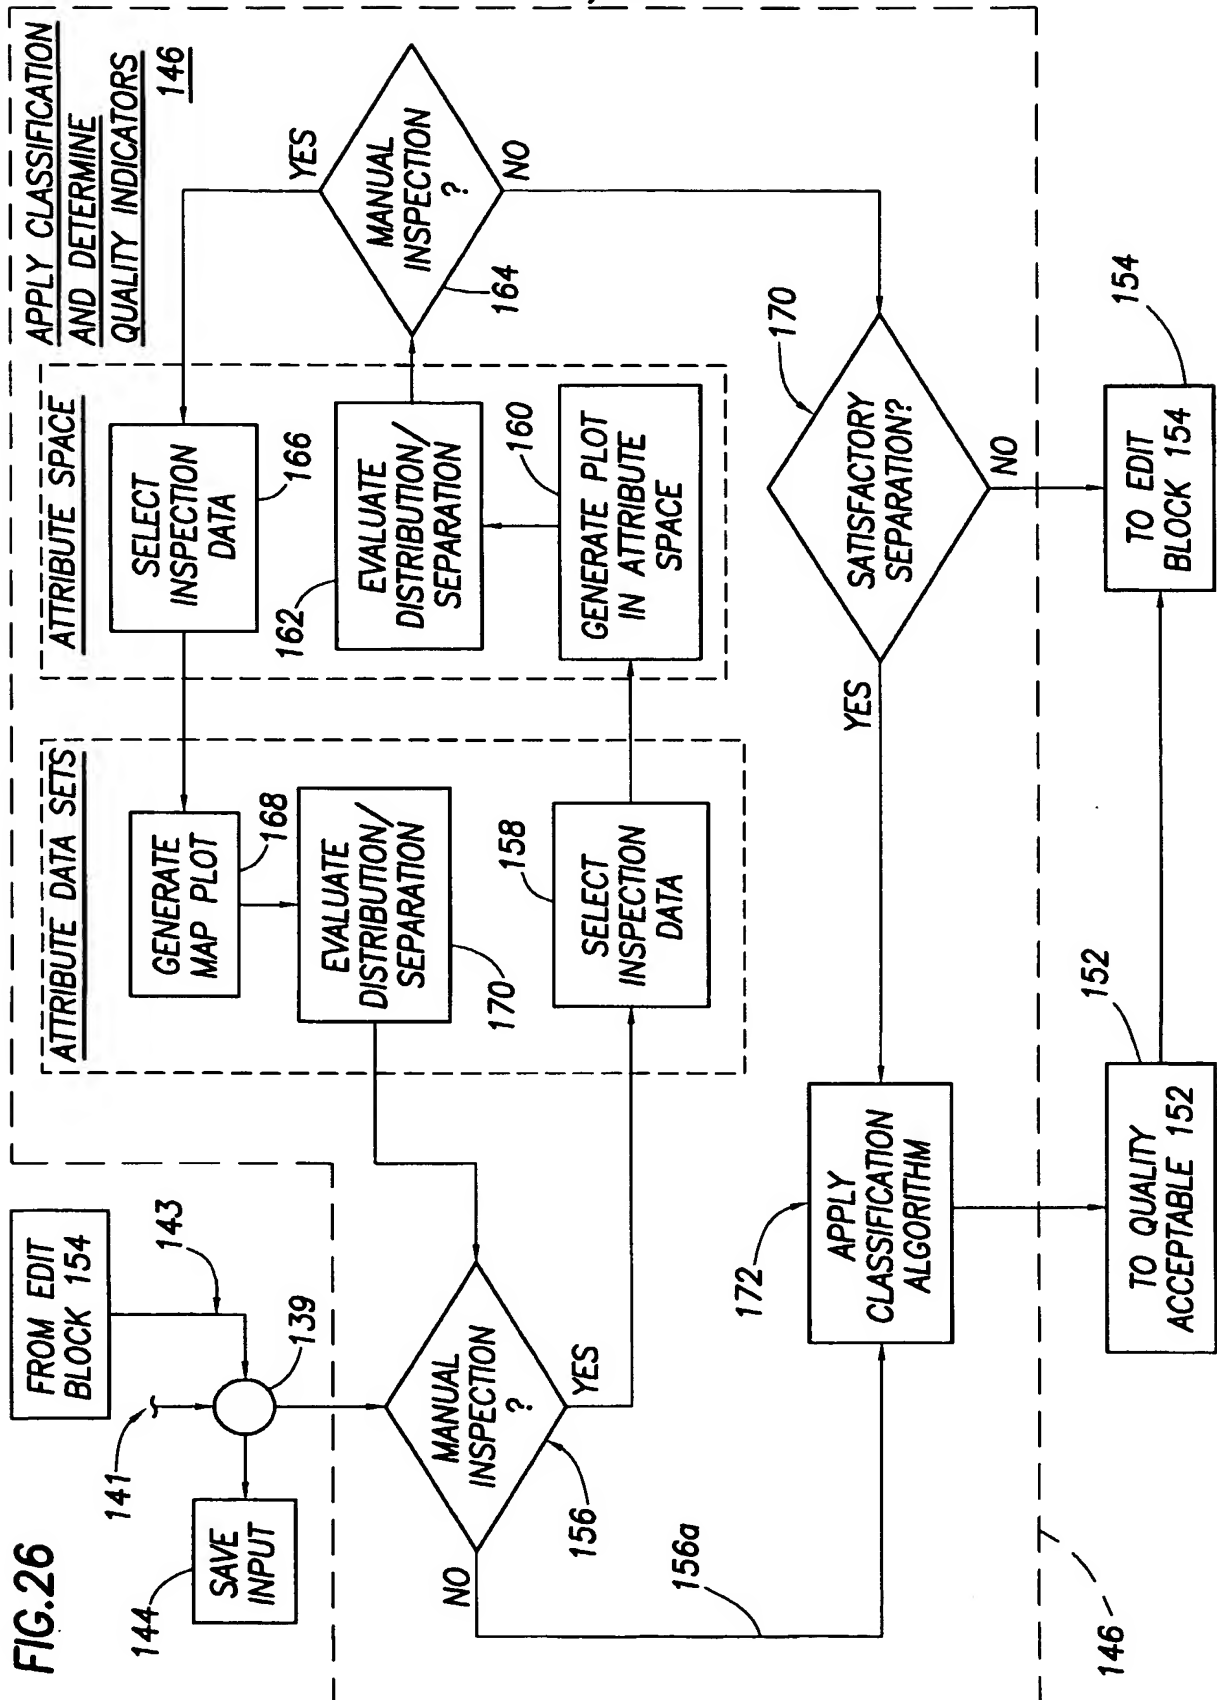 FIG.26
FROM EDIT
BLOCK 154
141
143
139
144
SAVE
INPUT
APPLY CLASSIFICATION
AND DETERMINE
QUALITY INDICATORS
146
ATTRIBUTE DATA SETS
GENERATE
MAP PLOT
168
EVALUATE
DISTRIBUTION/
SEPARATION
170
SELECT
INSPECTION
DATA
158
ATTRIBUTE SPACE
SELECT
INSPECTION
DATA
166
EVALUATE
DISTRIBUTION/
SEPARATION
162
GENERATE PLOT
IN ATTRIBUTE
SPACE
160
MANUAL
INSPECTION
?
YES
NO
164
MANUAL
INSPECTION
?
YES
NO
156
156a
SATISFACTORY
SEPARATION?
170
YES
NO
APPLY
CLASSIFICATION
ALGORITHM
172
TO QUALITY
ACCEPTABLE 152
152
TO EDIT
BLOCK 154
154
146